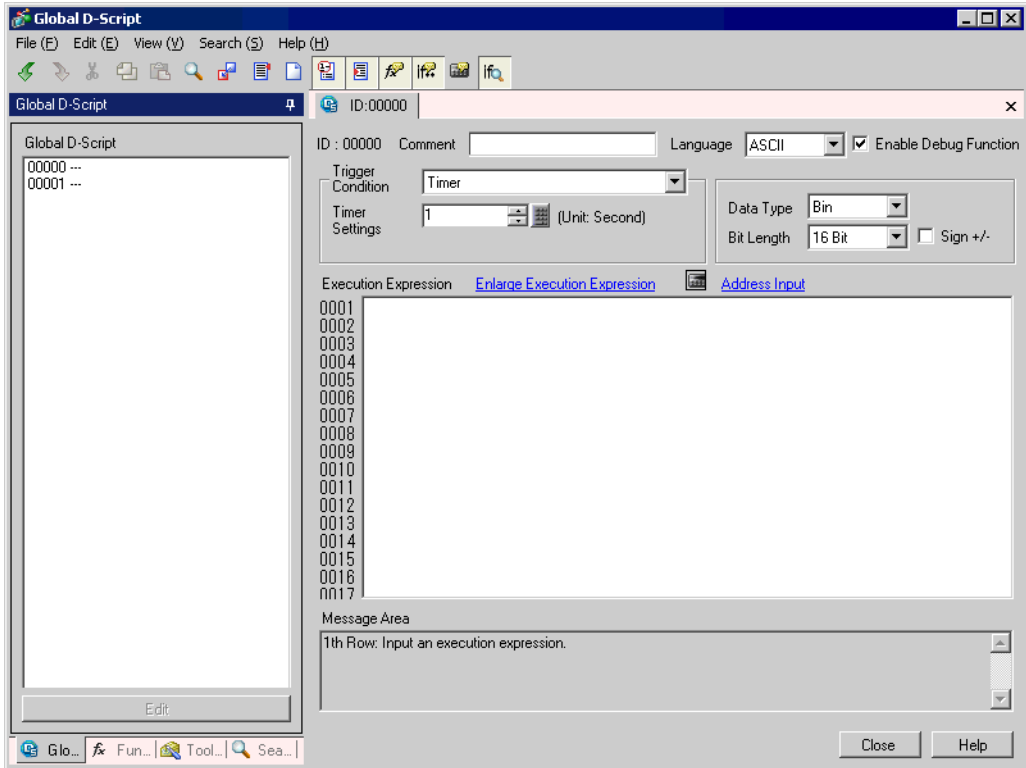 Global D-Script
File (F) Edit (E) View (V) Search (S) Help (H)
Global D-Script
ID:00000
Global D-Script
00000 ---
00001 ---
Edit
Glo...
Fun...
Tool...
Sea...
ID : 00000 Comment
Language ASCII Enable Debug Function
Trigger Condition Timer
Timer Settings 1 (Unit: Second)
Data Type Bin
Bit Length 16 Bit Sign +/-
Execution Expression Enlarge Execution Expression Address Input
0001
0002
0003
0004
0005
0006
0007
0008
0009
0010
0011
0012
0013
0014
0015
0016
0017
Message Area
1th Row: Input an execution expression.
Close Help